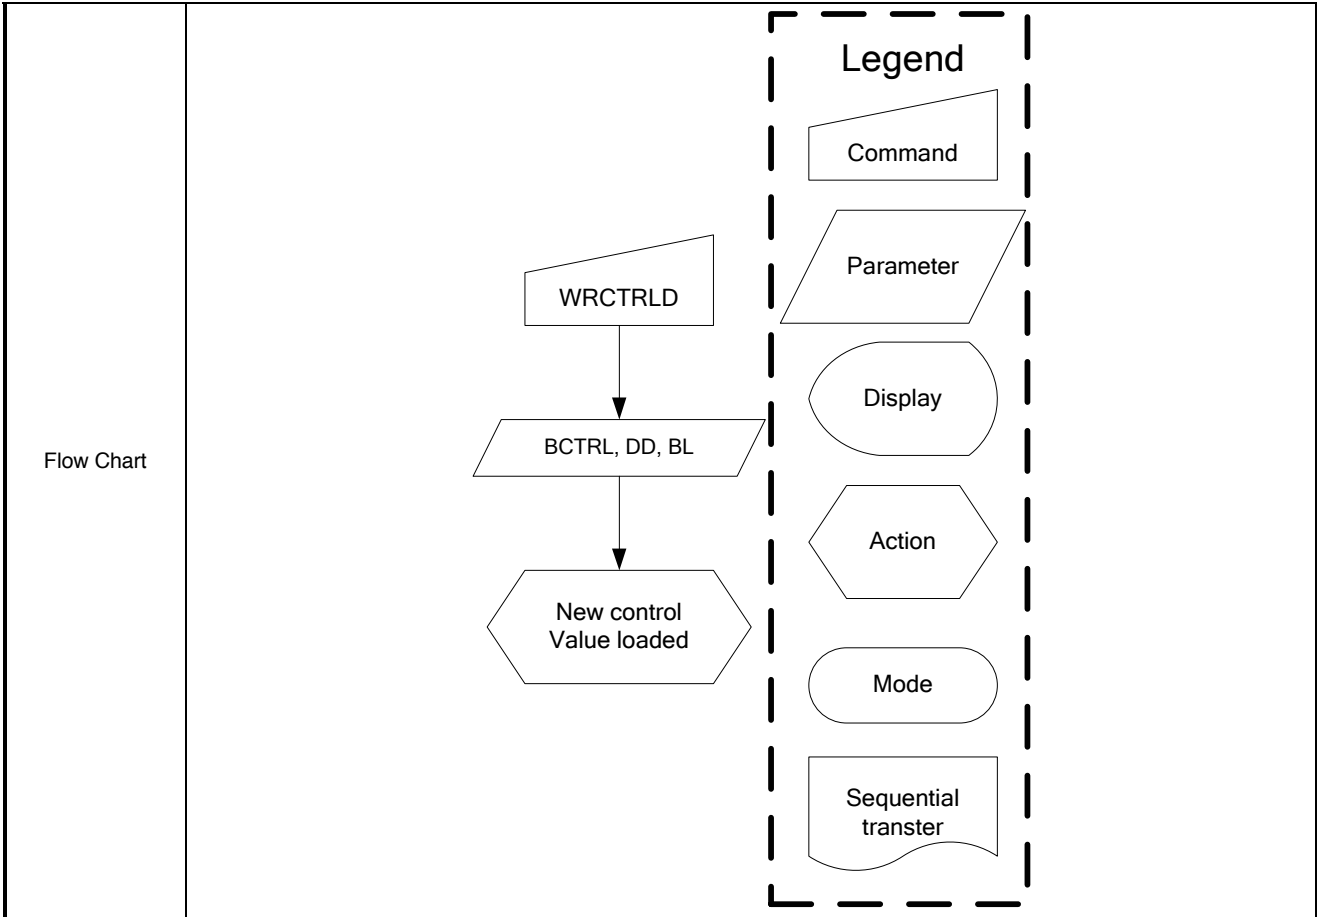 Flow Chart
WRCTRLD
BCTRL, DD, BL
New control
Value loaded
Legend
Command
Parameter
Display
Action
Mode
Sequential
transter